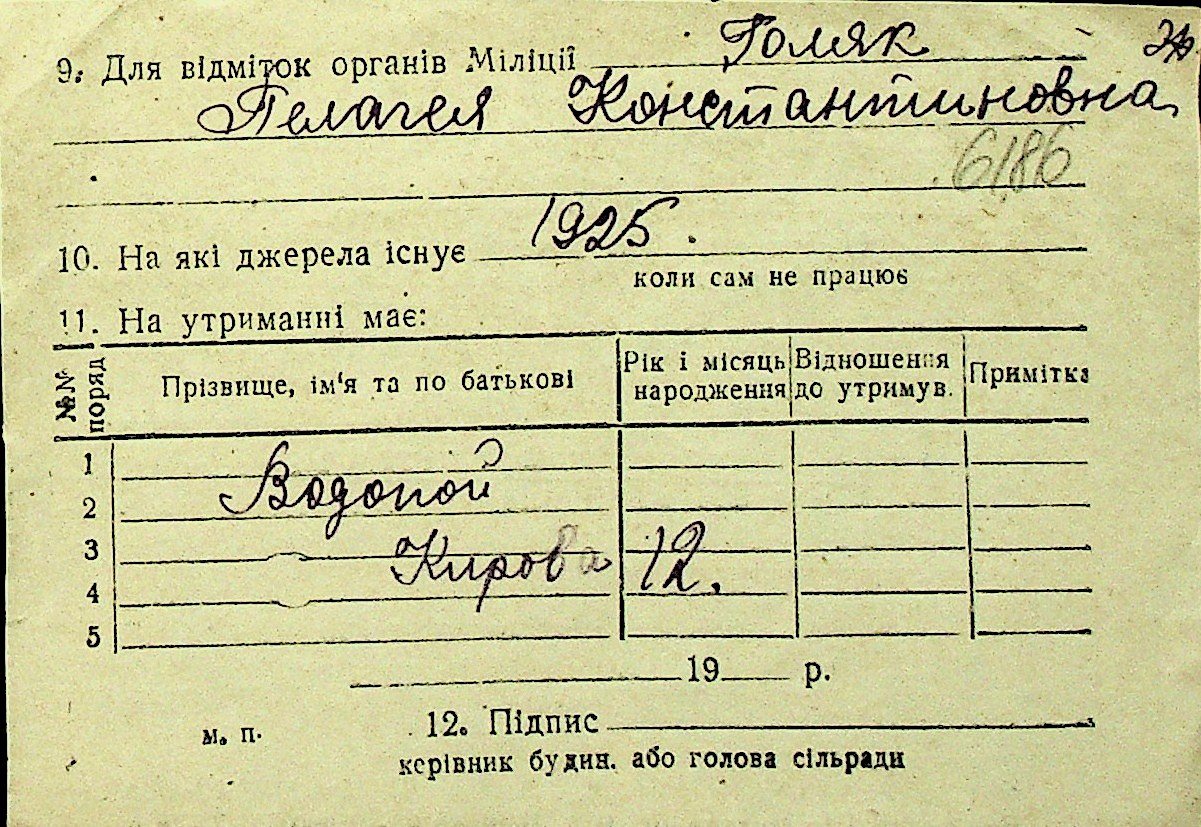 9. Для відміток органів Міліції Голяк
Пелагея Константиновна
6186
10. На які джерела існує 1925.
коли сам не працює
11. На утриманні має:
№№ поряд Прізвище, ім'я та по батькові Рік і місяць народження Відношення до утримув. Примітка
1
2 Водопой
3
4 Кирова 12.
5
19 р.
м. п. 12. Підпис
керівник будин. або голова сільради